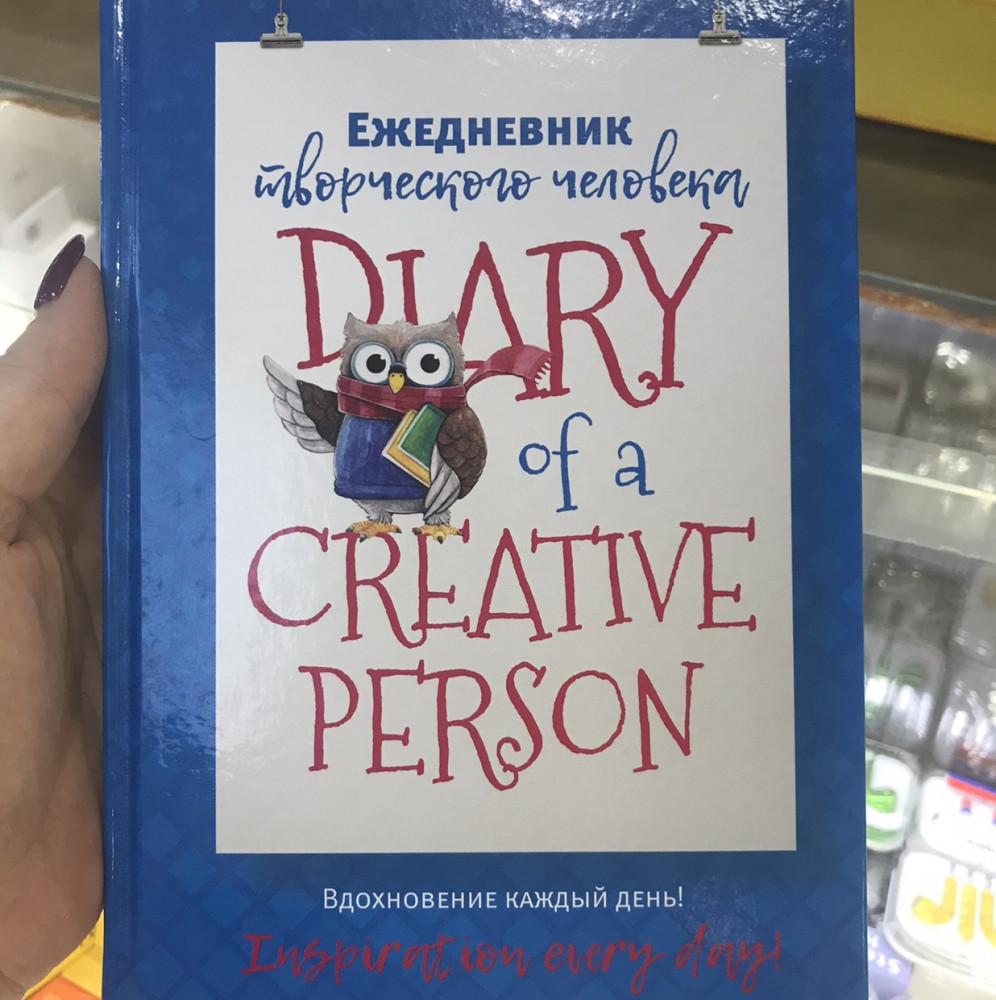 Ежедневник
творческого человека
DIARY
of a
CREATIVE
PERSON
Вдохновение каждый день!
Inspiration every day!